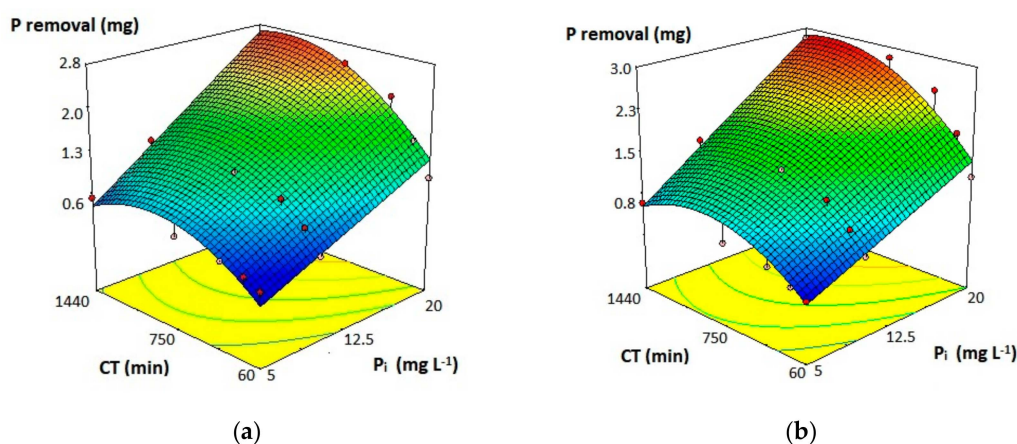 P removal (mg)
2.8
2.0
1.3
0.6
1440
750
60
CT (min)
5
12.5
20
Pi (mg L-1)
(a)
P removal (mg)
3.0
2.3
1.5
0.8
1440
750
60
CT (min)
5
12.5
20
Pi (mg L-1)
(b)